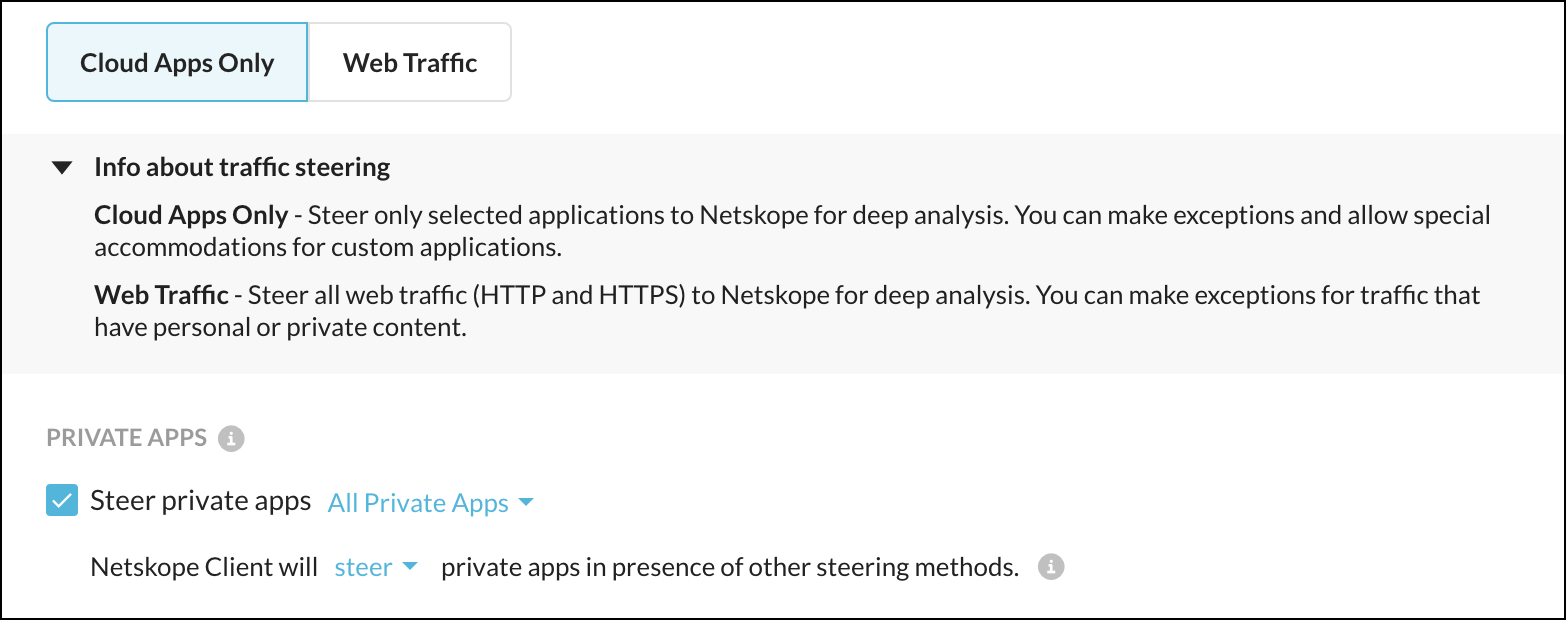 Cloud Apps Only Web Traffic
Info about traffic steering
Cloud Apps Only - Steer only selected applications to Netskope for deep analysis. You can make exceptions and allow special
accommodations for custom applications.
Web Traffic - Steer all web traffic (HTTP and HTTPS) to Netskope for deep analysis. You can make exceptions for traffic that
have personal or private content.
PRIVATE APPS
Steer private apps All Private Apps
Netskope Client will steer private apps in presence of other steering methods.